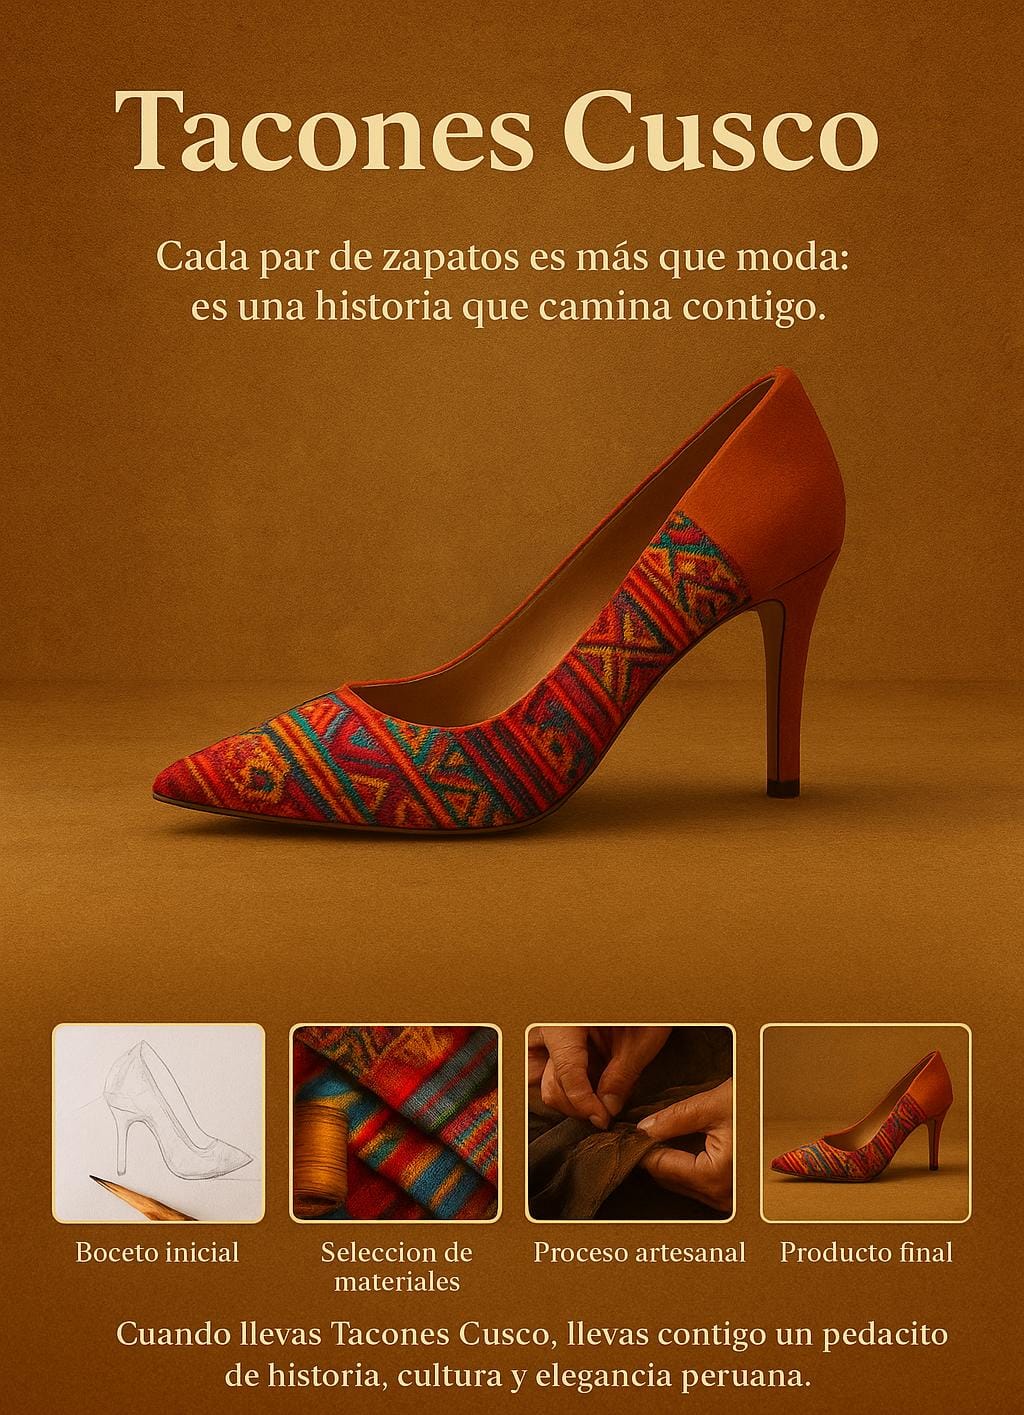 Tacones Cusco
Cada par de zapatos es más que moda:
es una historia que camina contigo.
Boceto inicial
Seleccion de
materiales
Proceso artesanal
Producto final
Cuando llevas Tacones Cusco, llevas contigo un pedacito
de historia, cultura y elegancia peruana.